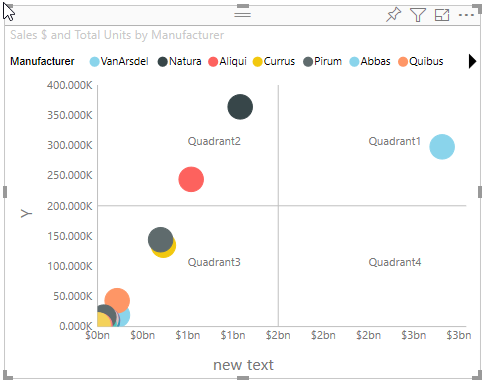 Sales $ and Total Units by Manufacturer
Manufacturer VanArsdel Natura Aliqui Currus Pirum Abbas Quibus
400.000K
350.000K
300.000K
250.000K
200.000K
150.000K
100.000K
50.000K
0.000K
Y
Quadrant2 Quadrant1
Quadrant3 Quadrant4
$0bn $0bn $1bn $1bn $2bn $2bn $2bn $3bn $3bn
new text